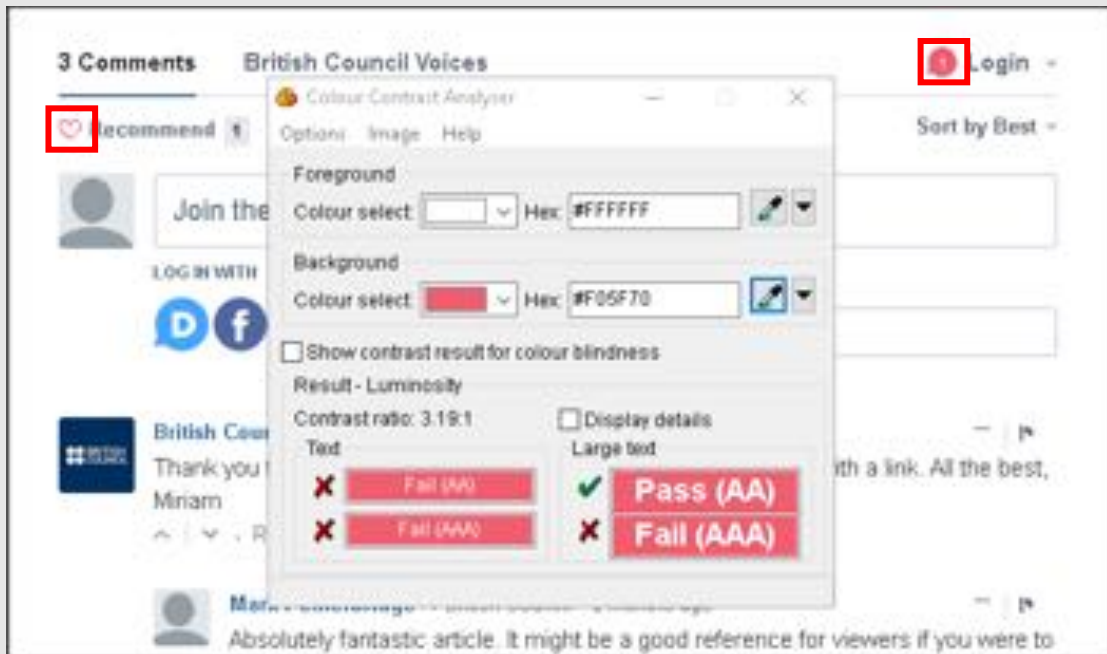 3 Comments British Council Voices 1 Login
Recommend 1 Sort by Best
Colour Contrast Analyser
Options Image Help
Foreground
Colour select: Hex: #FFFFFF
Background
Colour select: Hex: #F05F70
Show contrast result for colour blindness
Result - Luminosity
Contrast ratio: 3.19:1 Display details
Text Large text
Fail (AA) Pass (AA)
Fail (AAA) Fail (AAA)
Join the
LOG IN WITH
D f
British Coun
Thank you ith a link. All the best,
Miriam
R
Absolutely fantastic article. It might be a good reference for viewers if you were to